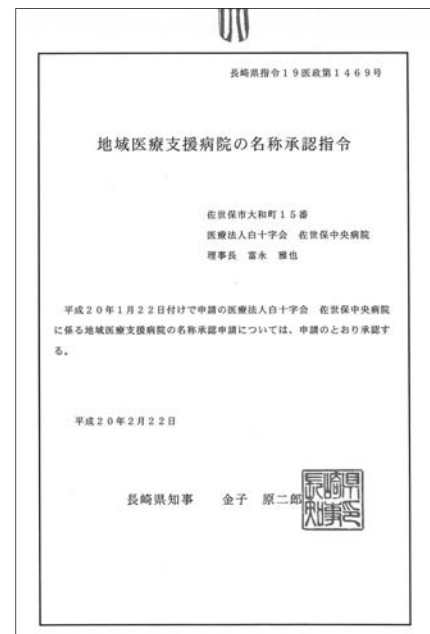 長崎県指令19医政第1469号
地域医療支援病院の名称承認指令
佐世保市大和町15番
医療法人白十字会　佐世保中央病院
理事長　富永　雅也
平成20年1月22日付けで申請の医療法人白十字会　佐世保中央病院
に係る地域医療支援病院の名称承認申請については、申請のとおり承認す
る。
平成20年2月22日
長崎県知事　金子　原二郎
長崎県知事印